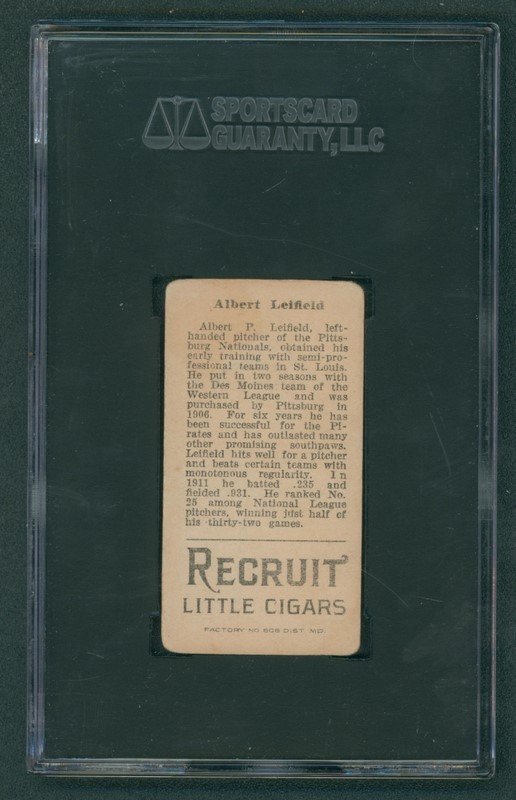 SPORTSCARD
GUARANTY, LLC
Albert Leifield
Albert P. Leifield, left-
handed pitcher of the Pitts-
burg Nationals, obtained his
early training with semi-pro-
fessional teams in St. Louis.
He put in two seasons with
the Des Moines team of the
Western League and was
purchased by Pittsburg in
1906. For six years he has
been successful for the Pi-
rates and has outlasted many
other promising southpaws.
Leifield hits well for a pitcher
and beats certain teams with
monotonous regularity. In
1911 he batted .235 and
fielded .931. He ranked No.
25 among National League
pitchers, winning just half of
his thirty-two games.
RECRUIT
LITTLE CIGARS
FACTORY NO 609 DIST. MD.